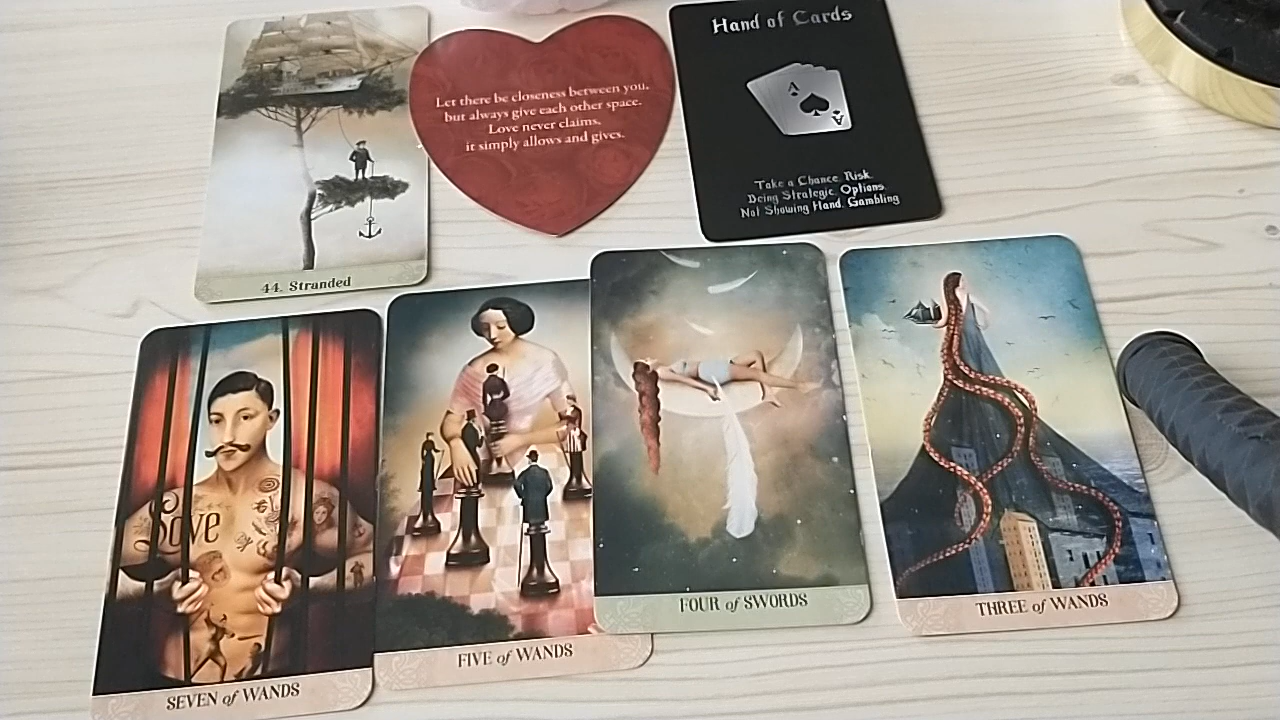 44. Stranded
Let there be closeness between you,
but always give each other space.
Love never claims,
it simply allows and gives.
Hand of Cards
A
A
Take a Chance. Risk.
Being Strategic. Options.
Not Showing Hand. Gambling
Love
SEVEN of WANDS
FIVE of WANDS
FOUR of SWORDS
THREE of WANDS